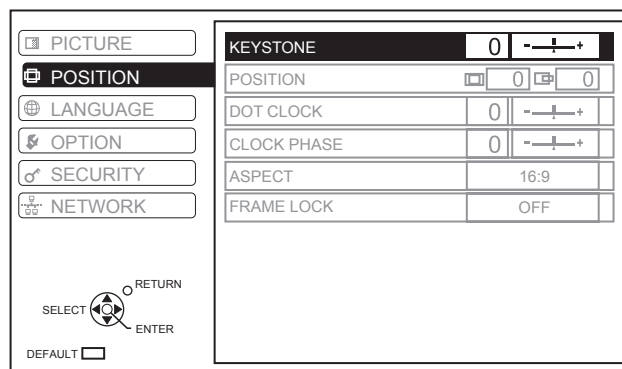 PICTURE
POSITION
LANGUAGE
OPTION
SECURITY
NETWORK
RETURN
SELECT
ENTER
DEFAULT
KEYSTONE 0 - +
POSITION 0 0
DOT CLOCK 0 - +
CLOCK PHASE 0 - +
ASPECT 16:9
FRAME LOCK OFF